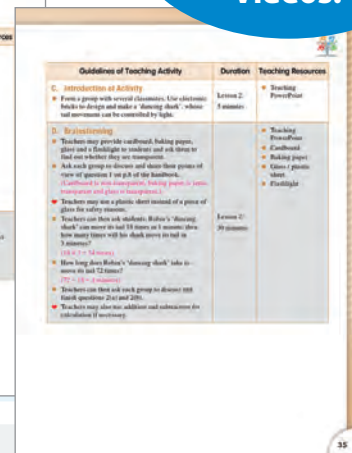 VIDEOS.
rces
Guidelines of Teaching Activity Duration Teaching Resources
C. Introduction of Activity
Form a group with several classmates. Use electronic
bricks to design and make a 'dancing shark', whose
tail movements can be controlled by light.
Lesson 2:
5 minutes
Teaching
PowerPoint
D. Brainstorming
Teachers may provide cardboard, baking paper,
glass and a flashlight to students and ask them to
find out whether they are transparent.
Ask each group to discuss and share their points of
view of question 1 on p.8 of the handbook.
(Cardboard is non-transparent, baking paper is semi-
transparent and glass is transparent.)
Teachers may use a plastic sheet instead of a piece of
glass for safety reasons.
Teachers can then ask students: Robin's 'dancing
shark' can move its tail 18 times in 1 minute then
how many times will his shark move its tail in
3 minutes?
(18 × 3 = 54 times)
How long does Robin's 'dancing shark' take to
move its tail 72 times?
(72 ÷ 18 = 4 minutes)
Teachers can then ask each group to discuss and
finish questions 2(a) and 2(b).
Teachers may also use addition and subtraction for
calculation if necessary.
Lesson 2:
30 minutes
Teaching
PowerPoint
Cardboard
Baking paper
Glass / plastic
sheet
Flashlight
35